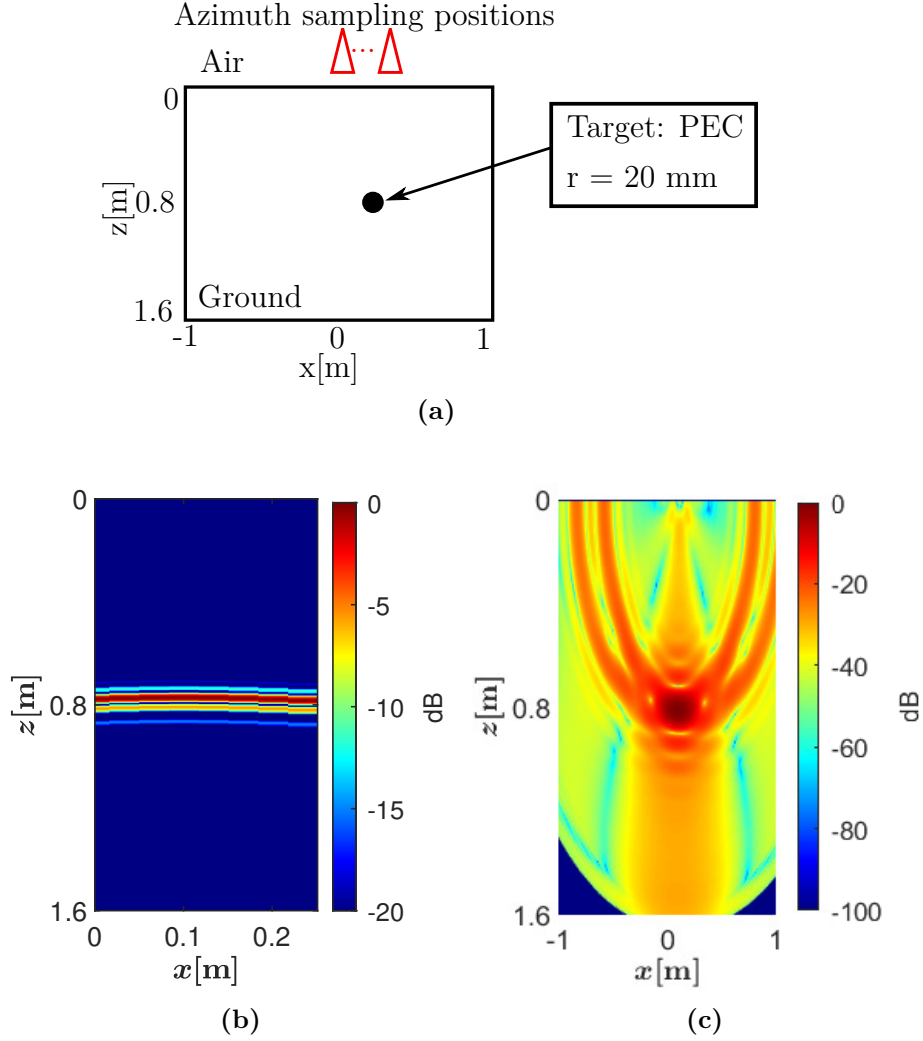 Azimuth sampling positions
Air
...
0
Target: PEC
r = 20 mm
z[m]
0.8
Ground
1.6
-1
0
1
x[m]
(a)
0
0.8
1.6
z[m]
0
0.1
0.2
x[m]
0
-5
-10
-15
-20
dB
(b)
0
0.8
1.6
z[m]
-1
0
1
x[m]
0
-20
-40
-60
-80
-100
dB
(c)